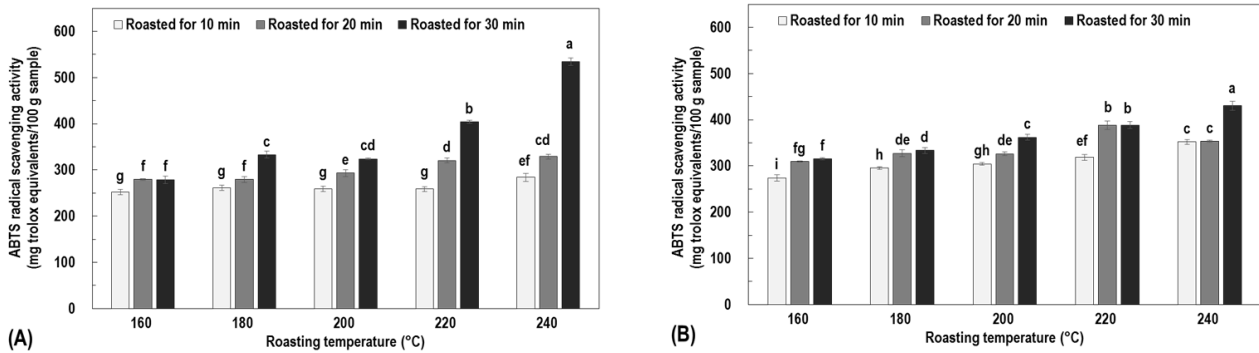 ABTS radical scavenging activity
(mg trolox equivalents/100 g sample)
600
500
400
300
200
100
0
Roasted for 10 min Roasted for 20 min Roasted for 30 min
g f f
g f c
g e cd
g d b
ef cd a
160 180 200 220 240
Roasting temperature (°C)
(A)
ABTS radical scavenging activity
(mg trolox equivalents/100 g sample)
600
500
400
300
200
100
0
Roasted for 10 min Roasted for 20 min Roasted for 30 min
i fg f
h de d
gh de c
ef b b
c c a
160 180 200 220 240
Roasting temperature (°C)
(B)